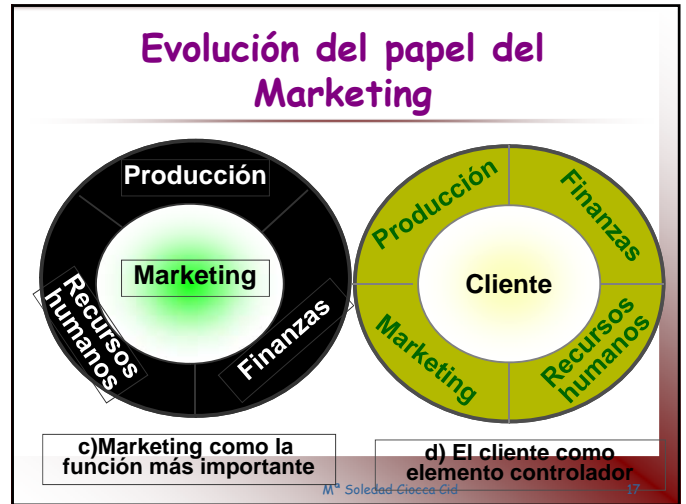 Evolución del papel del
Marketing
Producción
Marketing
Recursos
humanos
Finanzas
Producción
Finanzas
Cliente
Marketing
Recursos
humanos
c)Marketing como la
función más importante
d) El cliente como
elemento controlador
Mª Soledad Ciocca Cid
17